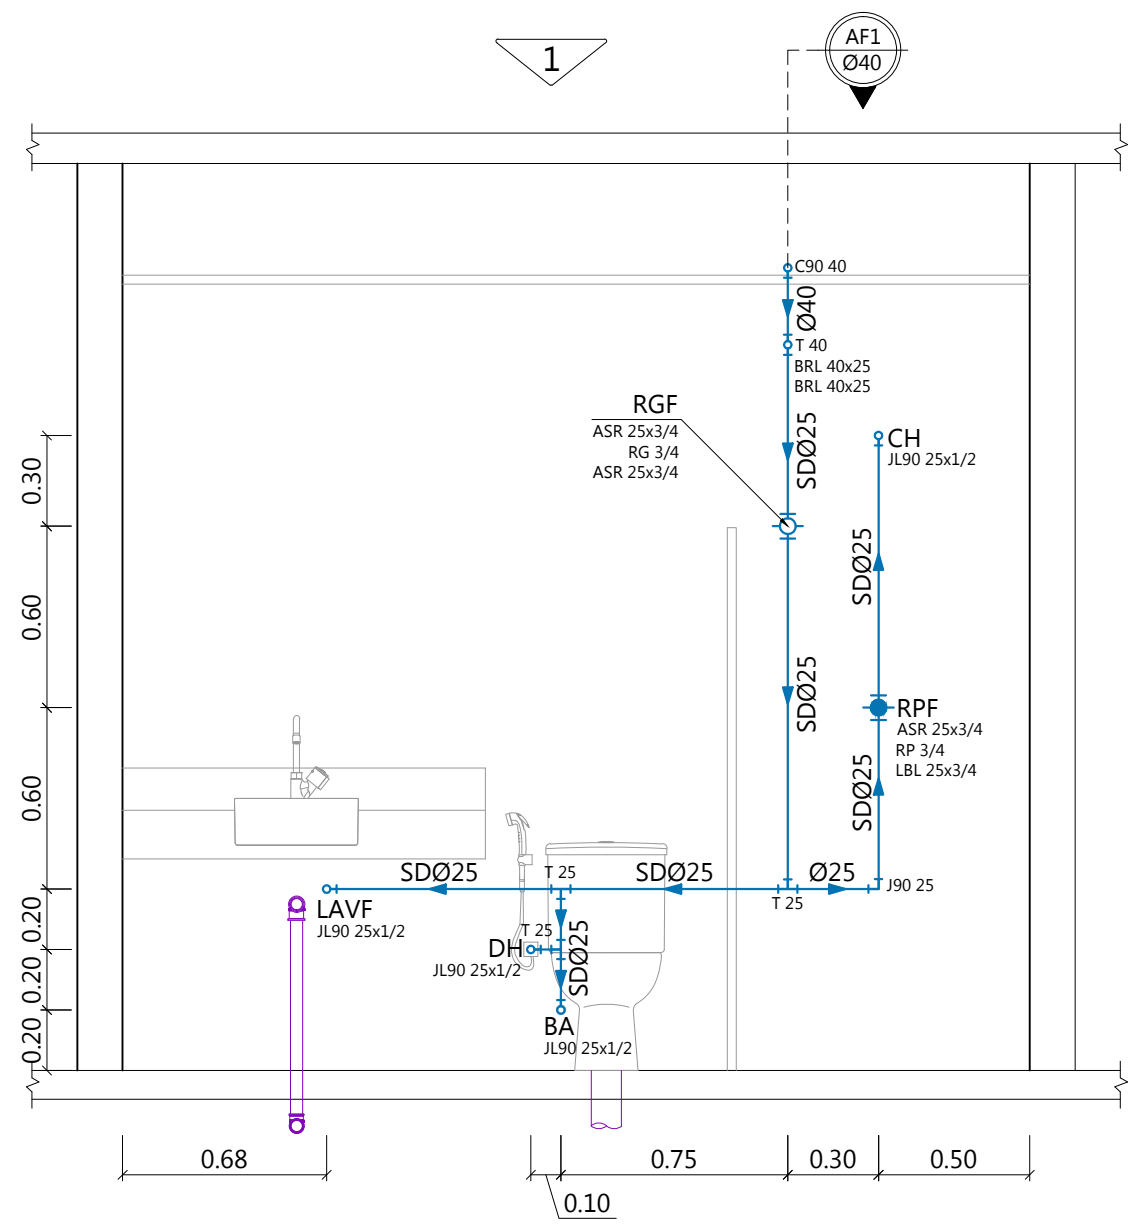 1
AF1
Ø40
C90 40
Ø40
T 40
BRL 40x25
BRL 40x25
RGF
ASR 25x3/4
RG 3/4
ASR 25x3/4
SDØ25
CH
JL90 25x1/2
0.30
0.60
0.60
0.20
0.20
0.20
SDØ25
SDØ25
RPF
ASR 25x3/4
RP 3/4
LBL 25x3/4
SDØ25
SDØ25
T 25
SDØ25
Ø25
J90 25
T 25
LAVF
JL90 25x1/2
T 25
DH
JL90 25x1/2
SDØ25
BA
JL90 25x1/2
0.68
0.10
0.75
0.30
0.50